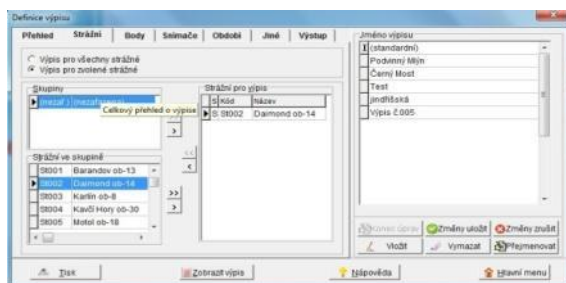 Definice výpisu
Přehled Strážní Body Snímače Období Jiné Výstup
Výpis pro všechny strážné
Výpis pro zvolené strážné
Skupiny
(nezař.) (nezařazeno)
Celkový přehled o výpise
>
Strážní ve skupině
St001 Barandov ob-13
St002 Daimond ob-14
St003 Karlín ob-8
St004 Kavčí Hory ob-30
St005 Motol ob-18
<<
<
>>
>
Strážní pro výpis
S Kód Název
S St002 Daimond ob-14
Jméno výpisu
(standardní)
Podvinný Mlýn
Černý Most
Test
jindřišská
Výpis č.005
Konec úprav Změny uložit Změny zrušit
Vložit Vymazat Přejmenovat
Tisk Zobrazit výpis Nápověda Hlavní menu